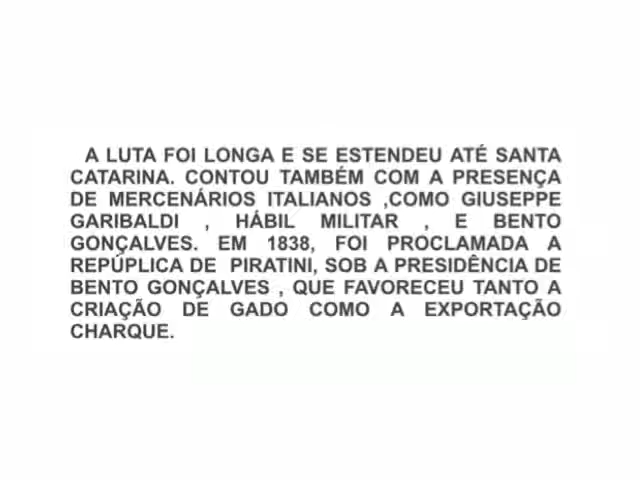 A LUTA FOI LONGA E SE ESTENDEU ATÉ SANTA
CATARINA. CONTOU TAMBÉM COM A PRESENÇA
DE MERCENÁRIOS ITALIANOS ,COMO GIUSEPPE
GARIBALDI , HÁBIL MILITAR , E BENTO
GONÇALVES. EM 1838, FOI PROCLAMADA A
REPÚPLICA DE PIRATINI, SOB A PRESIDÊNCIA DE
BENTO GONÇALVES , QUE FAVORECEU TANTO A
CRIAÇÃO DE GADO COMO A EXPORTAÇÃO
CHARQUE.